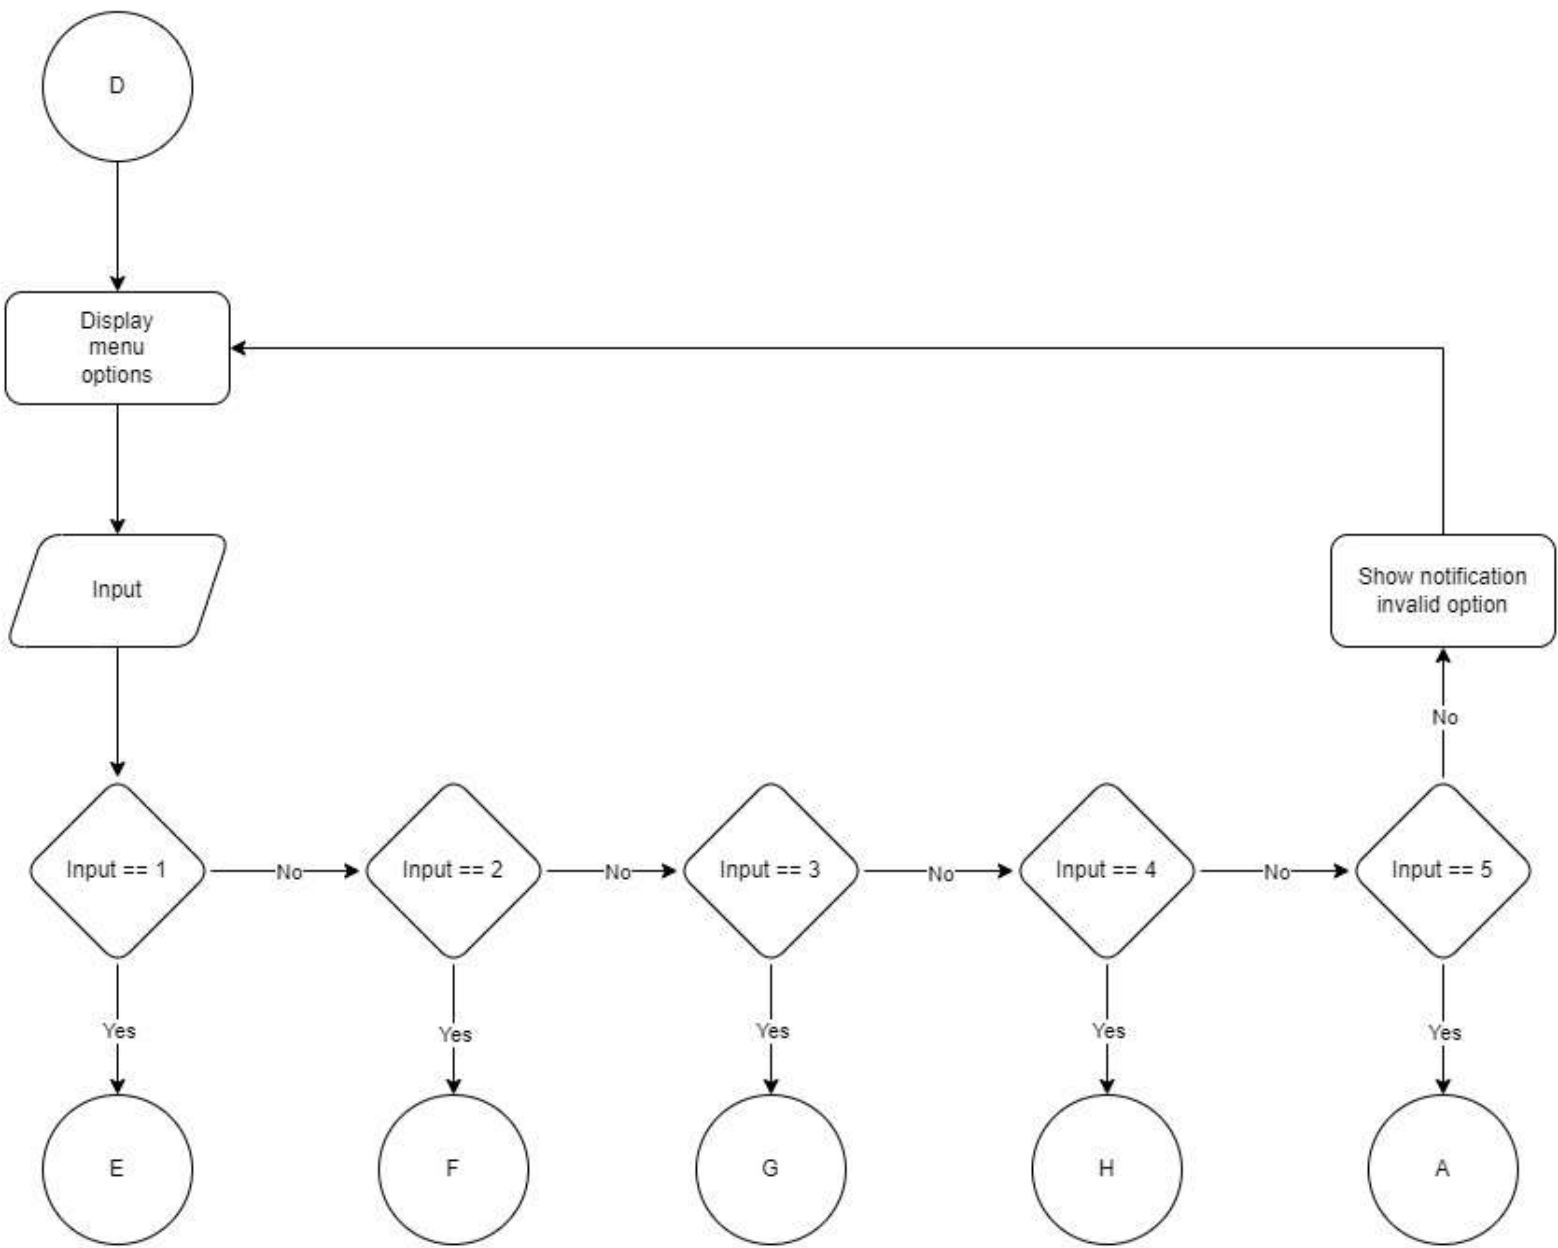 D
Display
menu
options
Input
Show notification
invalid option
No
Input == 1
No
Input == 2
No
Input == 3
No
Input == 4
No
Input == 5
Yes
Yes
Yes
Yes
Yes
E
F
G
H
A